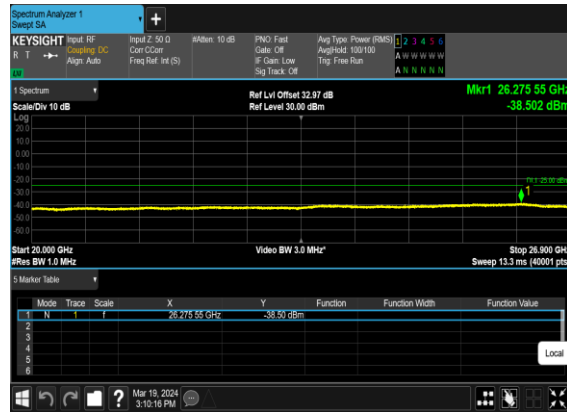 Spectrum Analyzer 1
Swept SA
+
KEYSIGHT Input: RF Input Z: 50 Ω #Atten: 10 dB PNO: Fast Avg Type: Power (RMS) 1 2 3 4 5 6
R T Coupling: DC Corr CCorr Gate: Off Avg|Hold: 100/100 A W W W W W
Align: Auto Freq Ref: Int (S) IF Gain: Low Trig: Free Run
Sig Track: Off A N N N N N
1 Spectrum Ref Lvl Offset 32.97 dB Mkr1 26.275 55 GHz
Scale/Div 10 dB Ref Level 30.00 dBm -38.502 dBm
Log
20.0
10.0
0.00
-10.0
-20.0
DL1 -25.00 dBm
-30.0
1
-40.0
-50.0
-60.0
Start 20.000 GHz Video BW 3.0 MHz* Stop 26.900 GHz
#Res BW 1.0 MHz Sweep 13.3 ms (40001 pts)
5 Marker Table
Mode Trace Scale X Y Function Function Width Function Value
1 N 1 f 26.275 55 GHz -38.50 dBm
2
3
4
5
6
Local
? Mar 19, 2024
3:10:16 PM